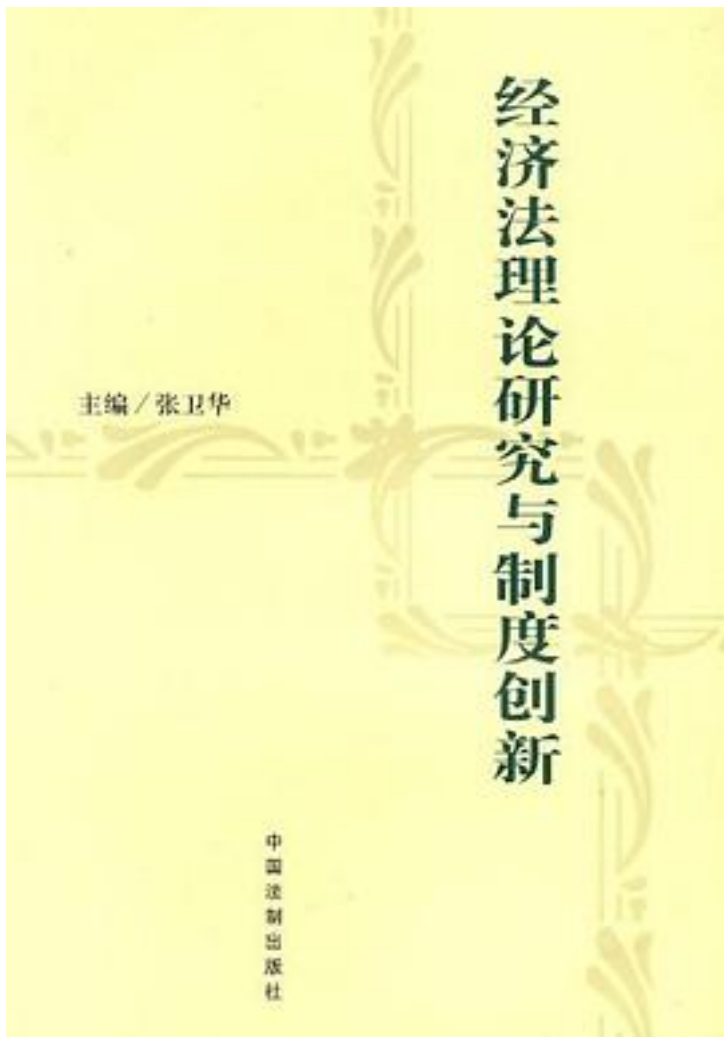 经济法理论研究与制度创新
主编/张卫华
中国法制出版社